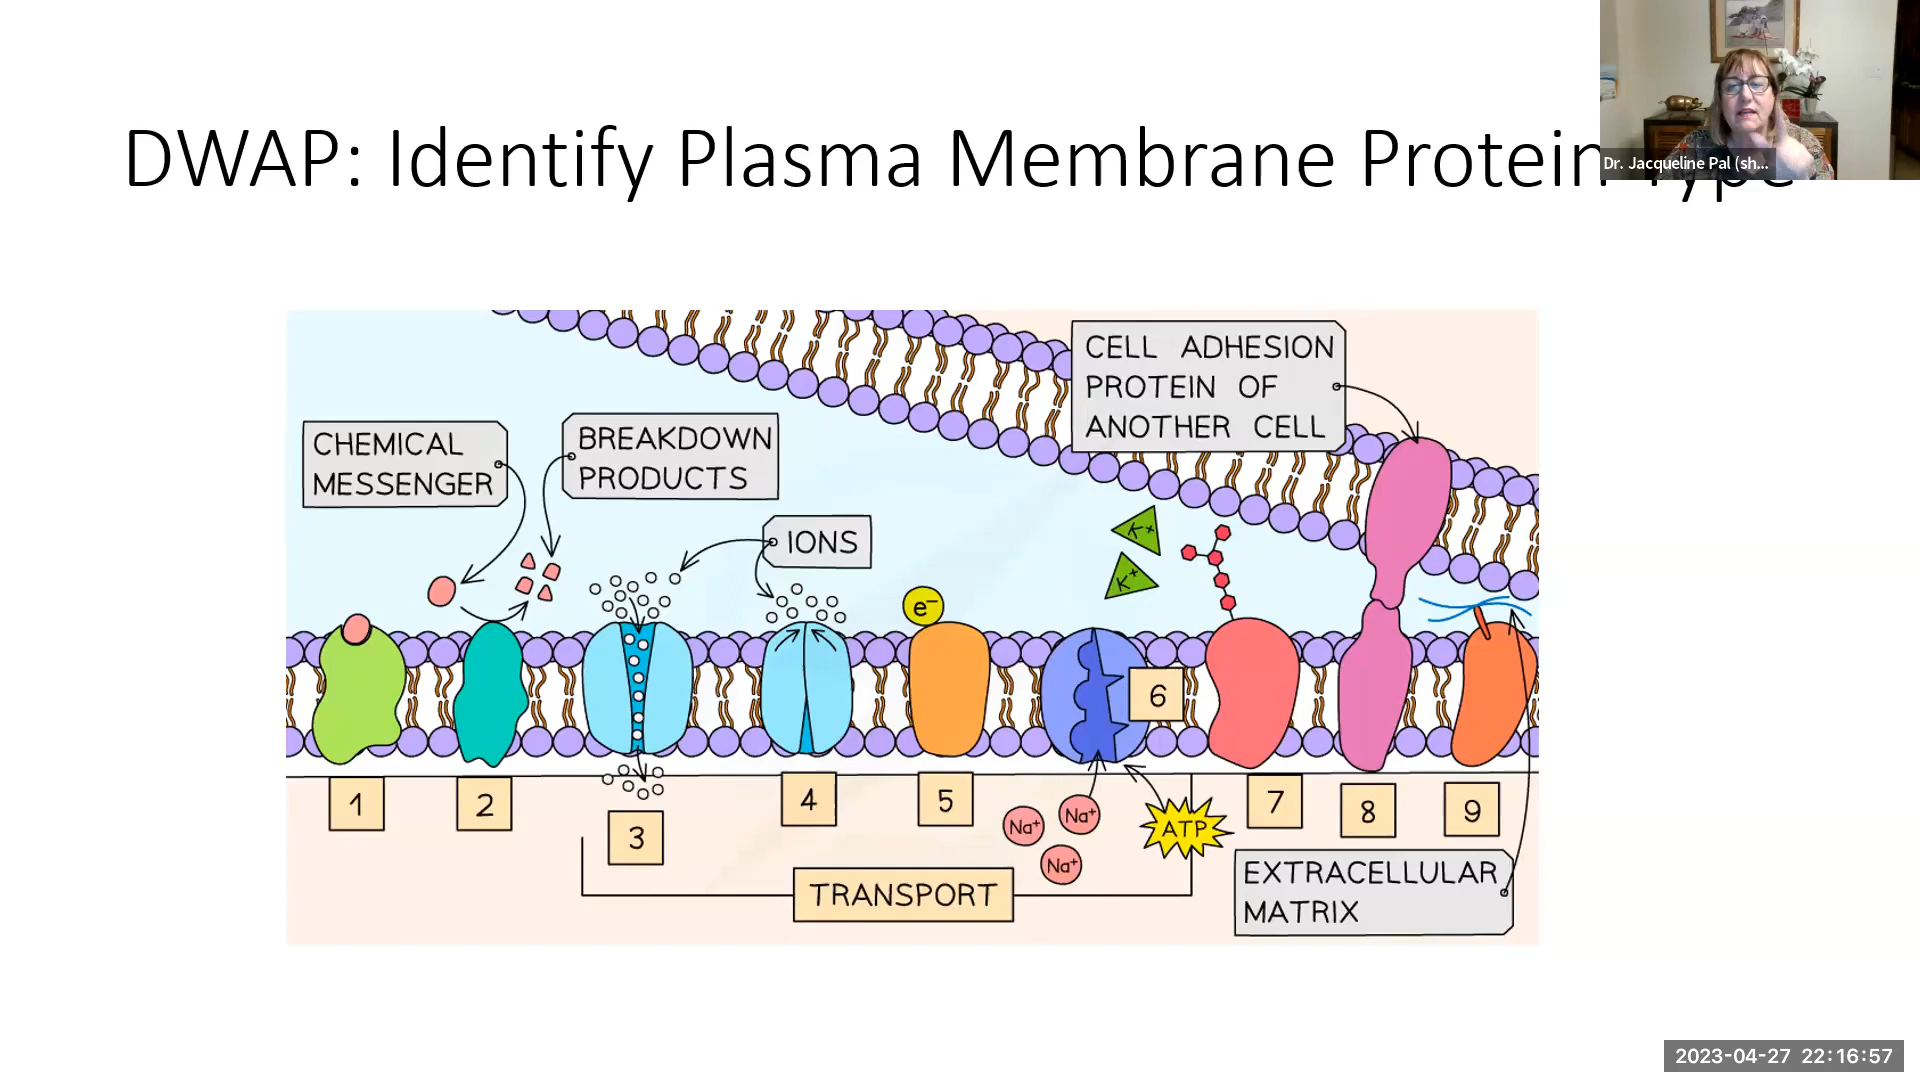 DWAP: Identify Plasma Membrane Protein Type
Dr. Jacqueline Pal (sh...
CELL ADHESION
PROTEIN OF
ANOTHER CELL
CHEMICAL
MESSENGER
BREAKDOWN
PRODUCTS
IONS
K+
K+
e-
6
1
2
3
4
5
7
8
9
Na+
Na+
Na+
ATP
TRANSPORT
EXTRACELLULAR
MATRIX
2023-04-27 22:16:57